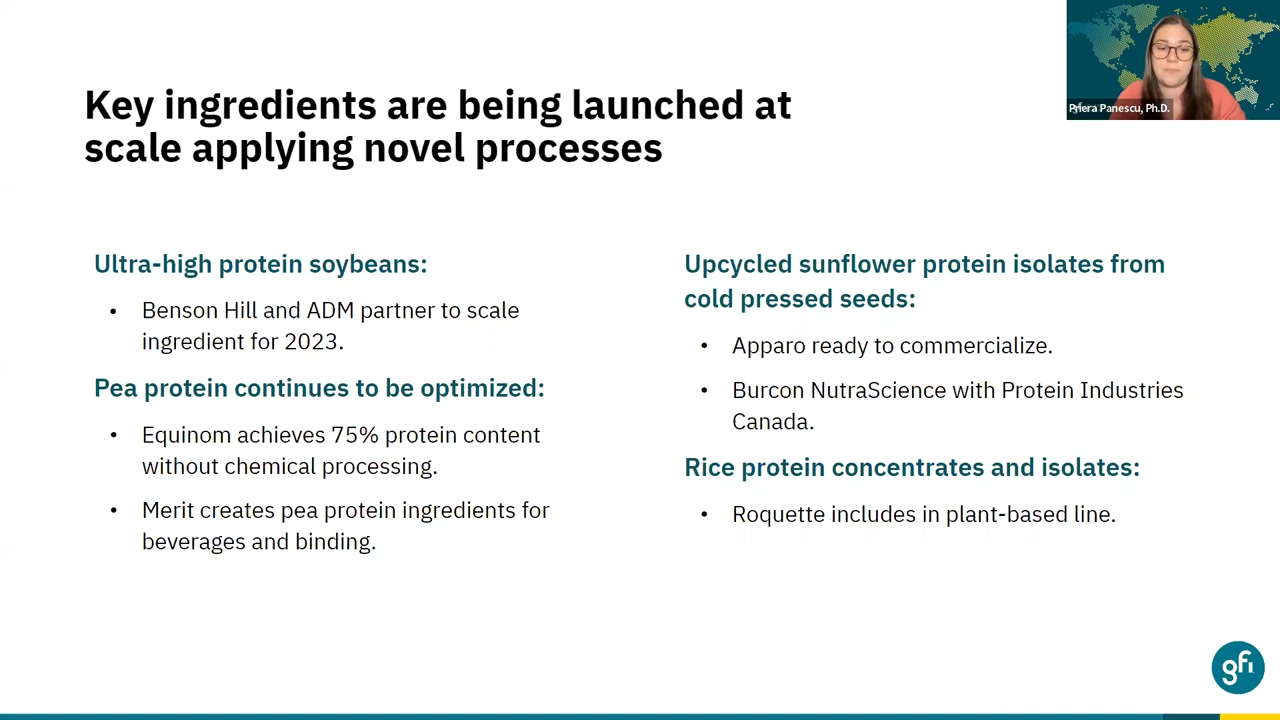 Key ingredients are being launched at
scale applying novel processes
Ultra-high protein soybeans:
• Benson Hill and ADM partner to scale
ingredient for 2023.
Pea protein continues to be optimized:
• Equinom achieves 75% protein content
without chemical processing.
• Merit creates pea protein ingredients for
beverages and binding.
Upcycled sunflower protein isolates from
cold pressed seeds:
• Apparo ready to commercialize.
• Burcon NutraScience with Protein Industries
Canada.
Rice protein concentrates and isolates:
• Roquette includes in plant-based line.
Priera Panescu, Ph.D.
gfi